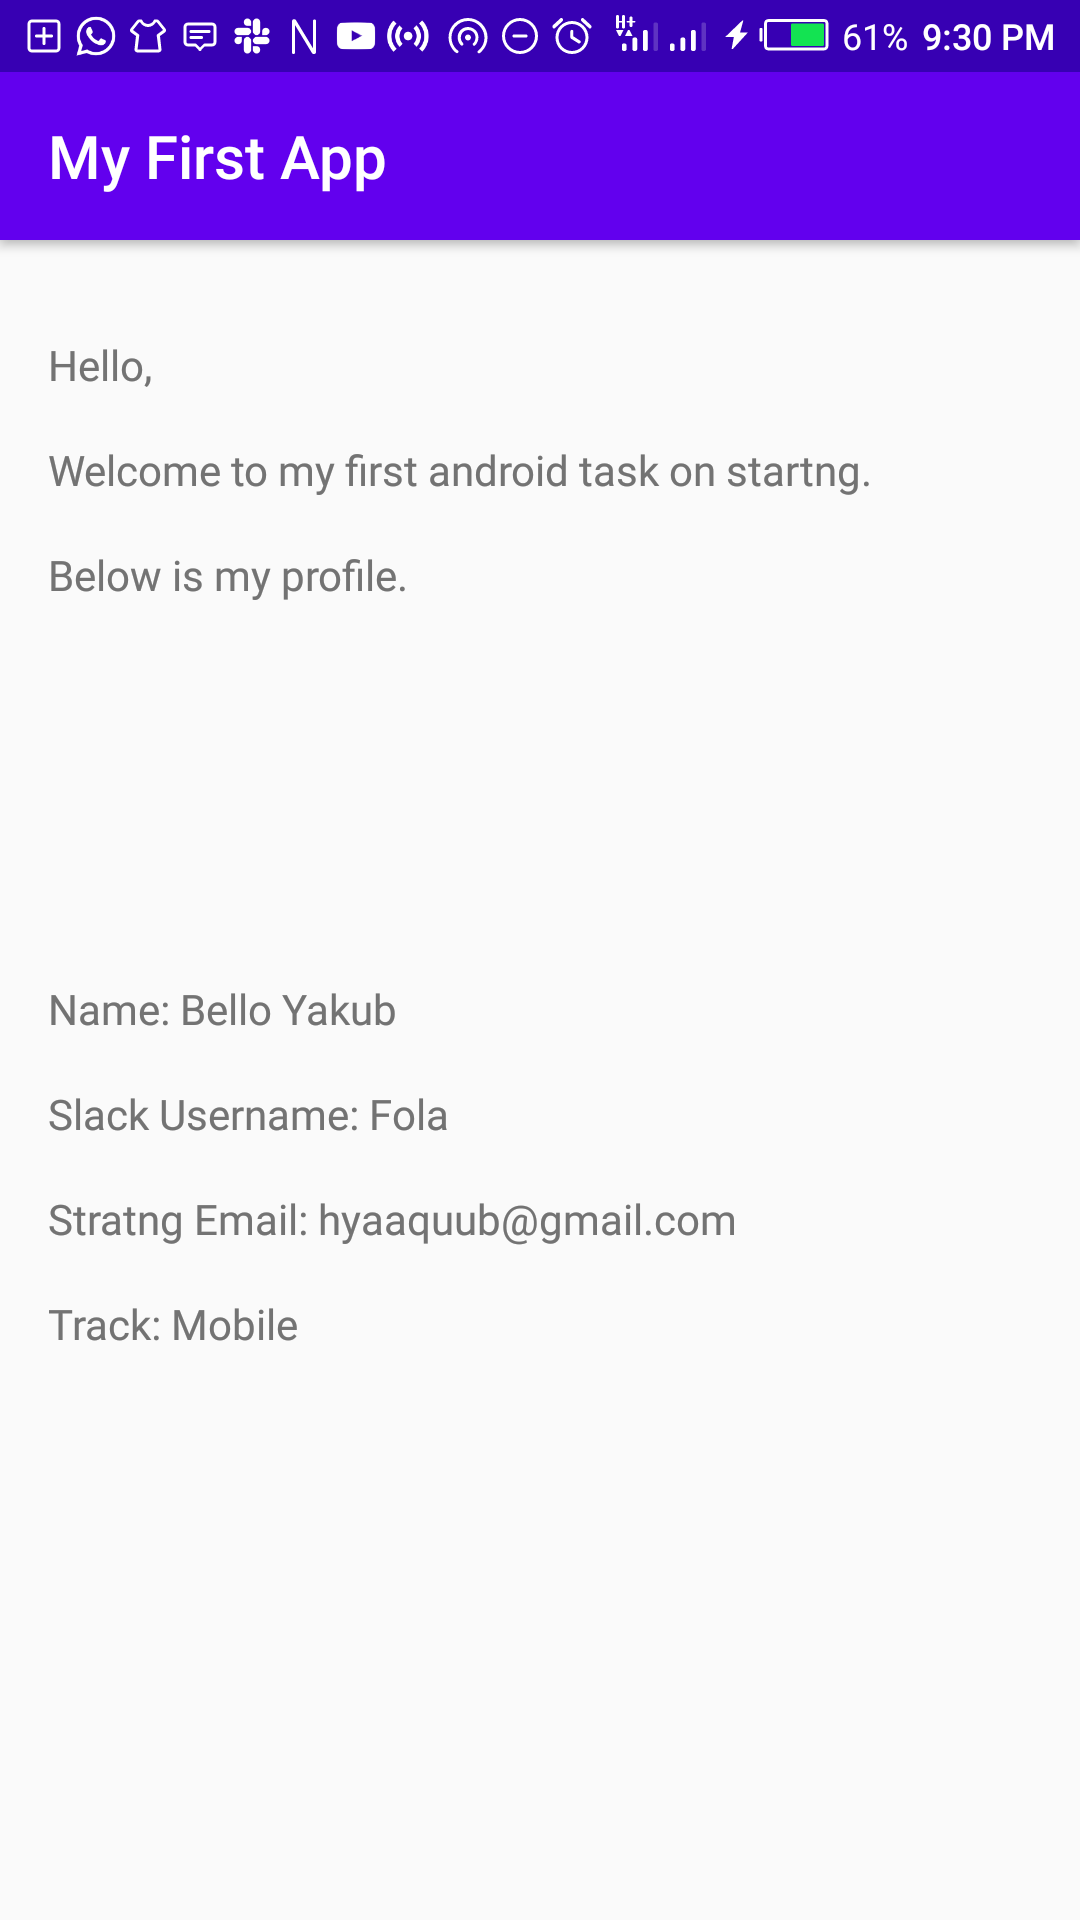 61% 9:30 PM
My First App
Hello,
Welcome to my first android task on startng.
Below is my profile.
Name: Bello Yakub
Slack Username: Fola
Stratng Email: hyaaquub@gmail.com
Track: Mobile